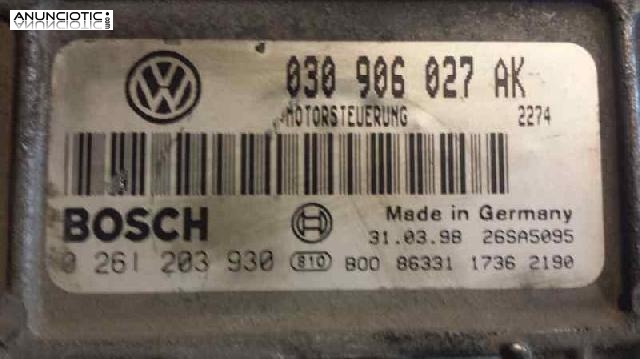 ANUNCIOTIC.com
030 906 027 AK
MOTORSTEUERUNG 2274
BOSCH
Made in Germany
31.03.98 26SA5095
0 261 203 930 810 B00 86331 1736 2190